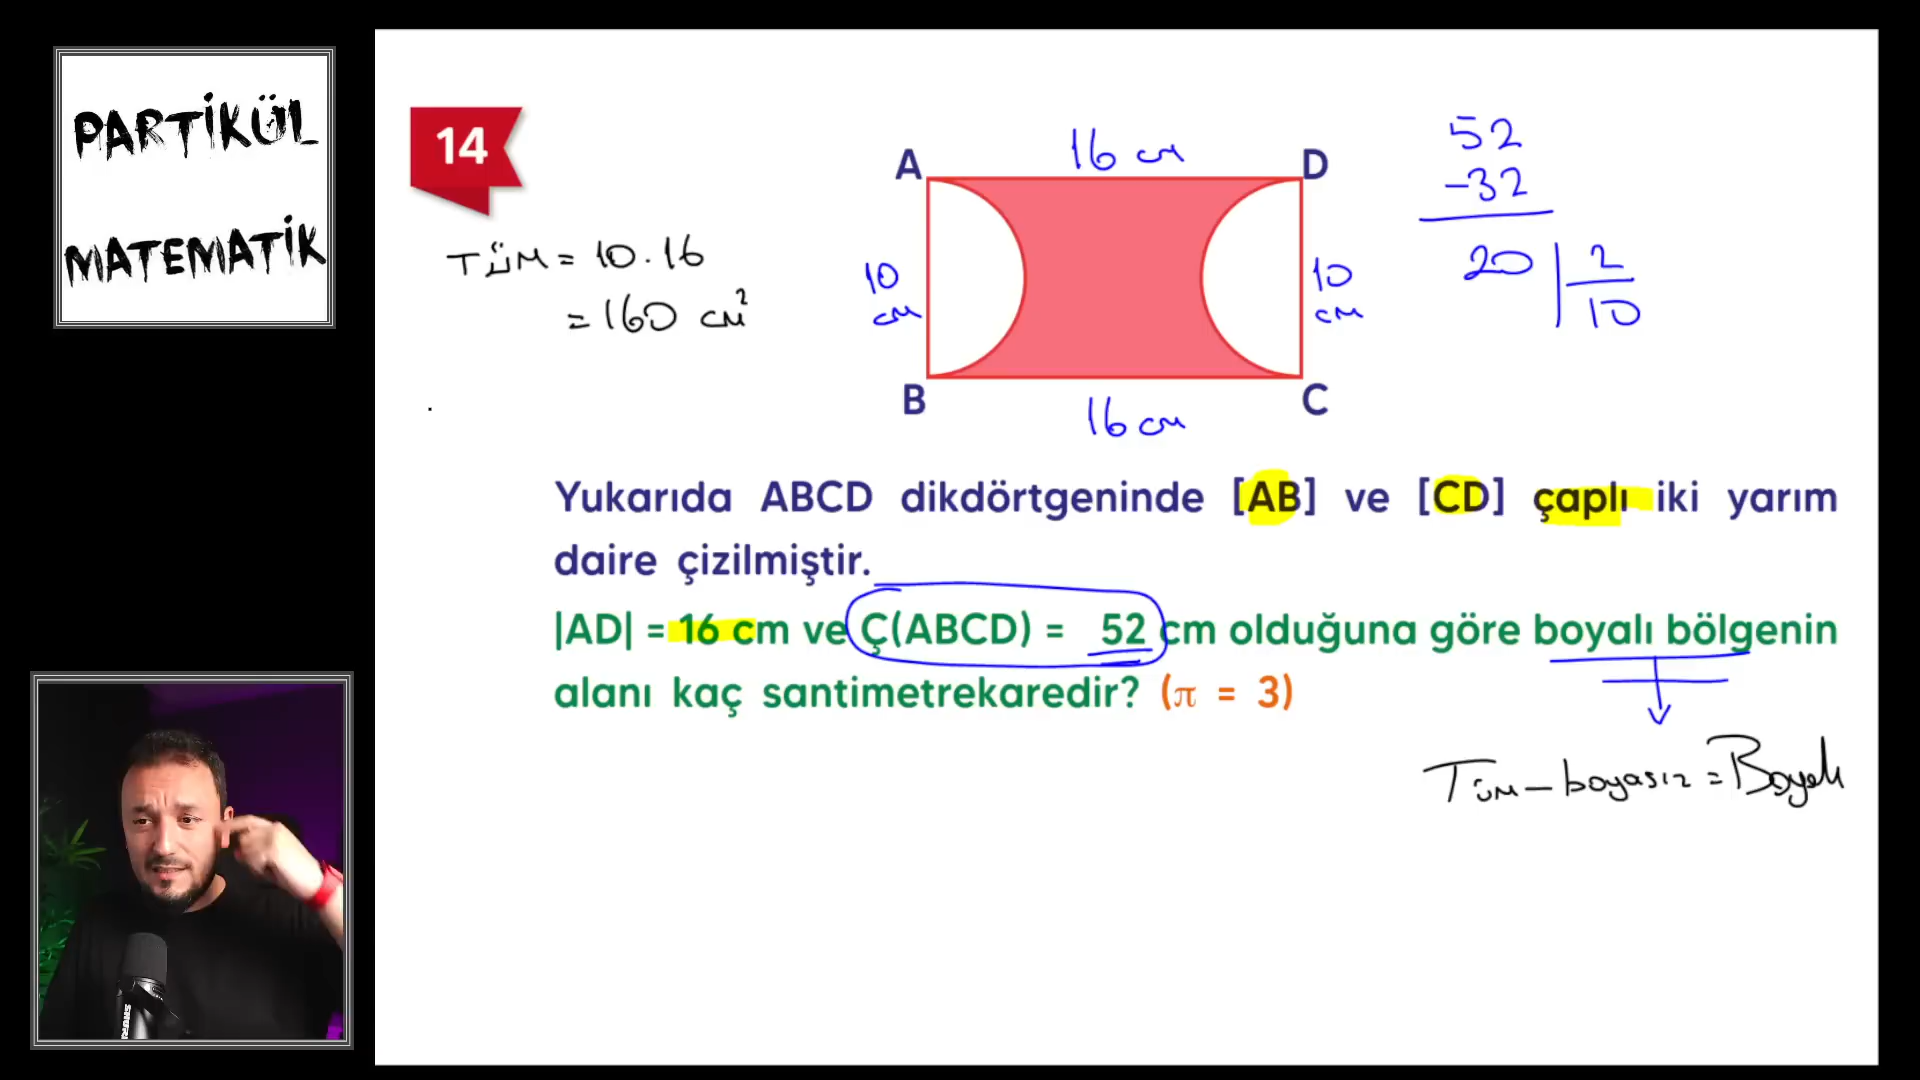 PARTİKÜL
MATEMATİK
14
TÜM = 10.16
= 160 cm²
A
16 cm
D
10
cm
10
cm
B
16 cm
C
52
-32
20 2
10
Yukarıda ABCD dikdörtgeninde [AB] ve [CD] çaplı iki yarım
daire çizilmiştir.
|AD| = 16 cm ve Ç(ABCD) = 52 cm olduğuna göre boyalı bölgenin
alanı kaç santimetrekaredir? (π = 3)
Tüm - boyasız = Boyalı